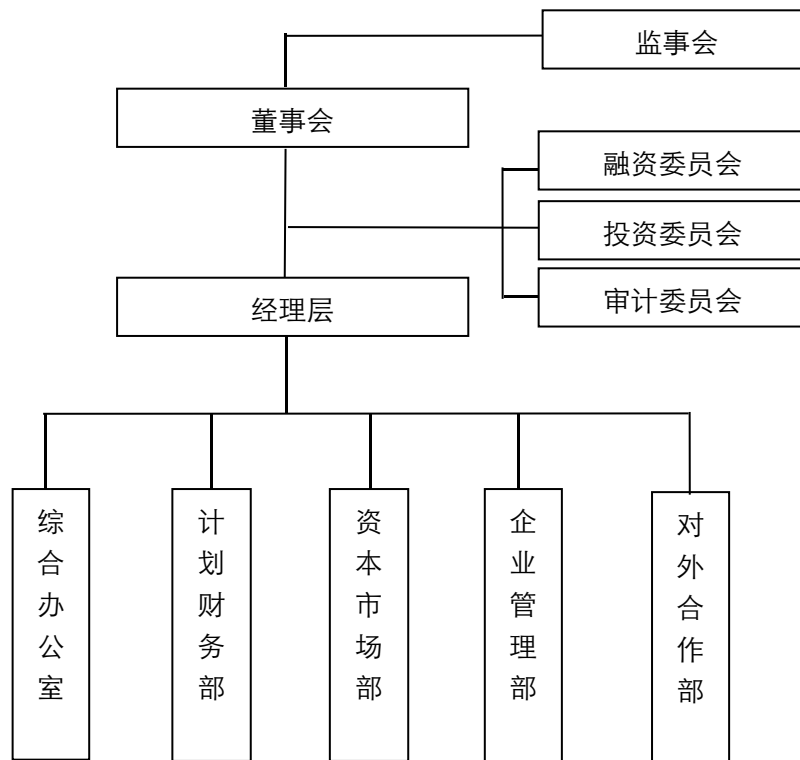 监事会
董事会
融资委员会
投资委员会
审计委员会
经理层
综合办公室
计划财务部
资本市场部
企业管理部
对外合作部